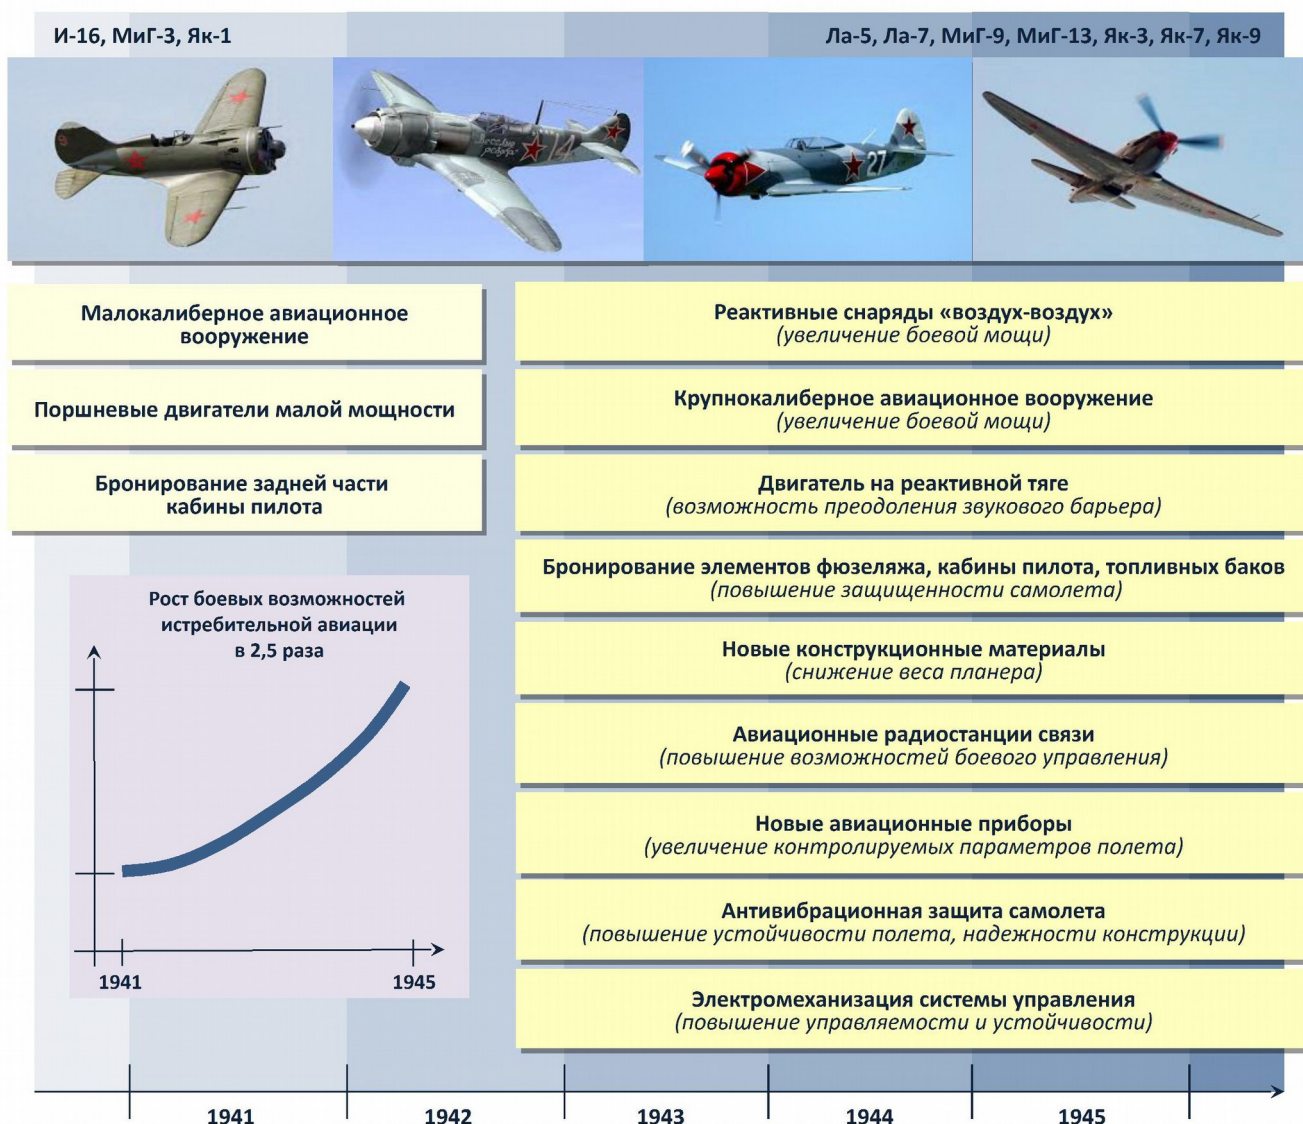 И-16, МиГ-3, Як-1
Ла-5, Ла-7, МиГ-9, МиГ-13, Як-3, Як-7, Як-9
14
27
Малокалиберное авиационное
вооружение
Поршневые двигатели малой мощности
Бронирование задней части
кабины пилота
Рост боевых возможностей
истребительной авиации
в 2,5 раза
1941
1945
Реактивные снаряды «воздух-воздух»
(увеличение боевой мощи)
Крупнокалиберное авиационное вооружение
(увеличение боевой мощи)
Двигатель на реактивной тяге
(возможность преодоления звукового барьера)
Бронирование элементов фюзеляжа, кабины пилота, топливных баков
(повышение защищенности самолета)
Новые конструкционные материалы
(снижение веса планера)
Авиационные радиостанции связи
(повышение возможностей боевого управления)
Новые авиационные приборы
(увеличение контролируемых параметров полета)
Антивибрационная защита самолета
(повышение устойчивости полета, надежности конструкции)
Электромеханизация системы управления
(повышение управляемости и устойчивости)
1941
1942
1943
1944
1945